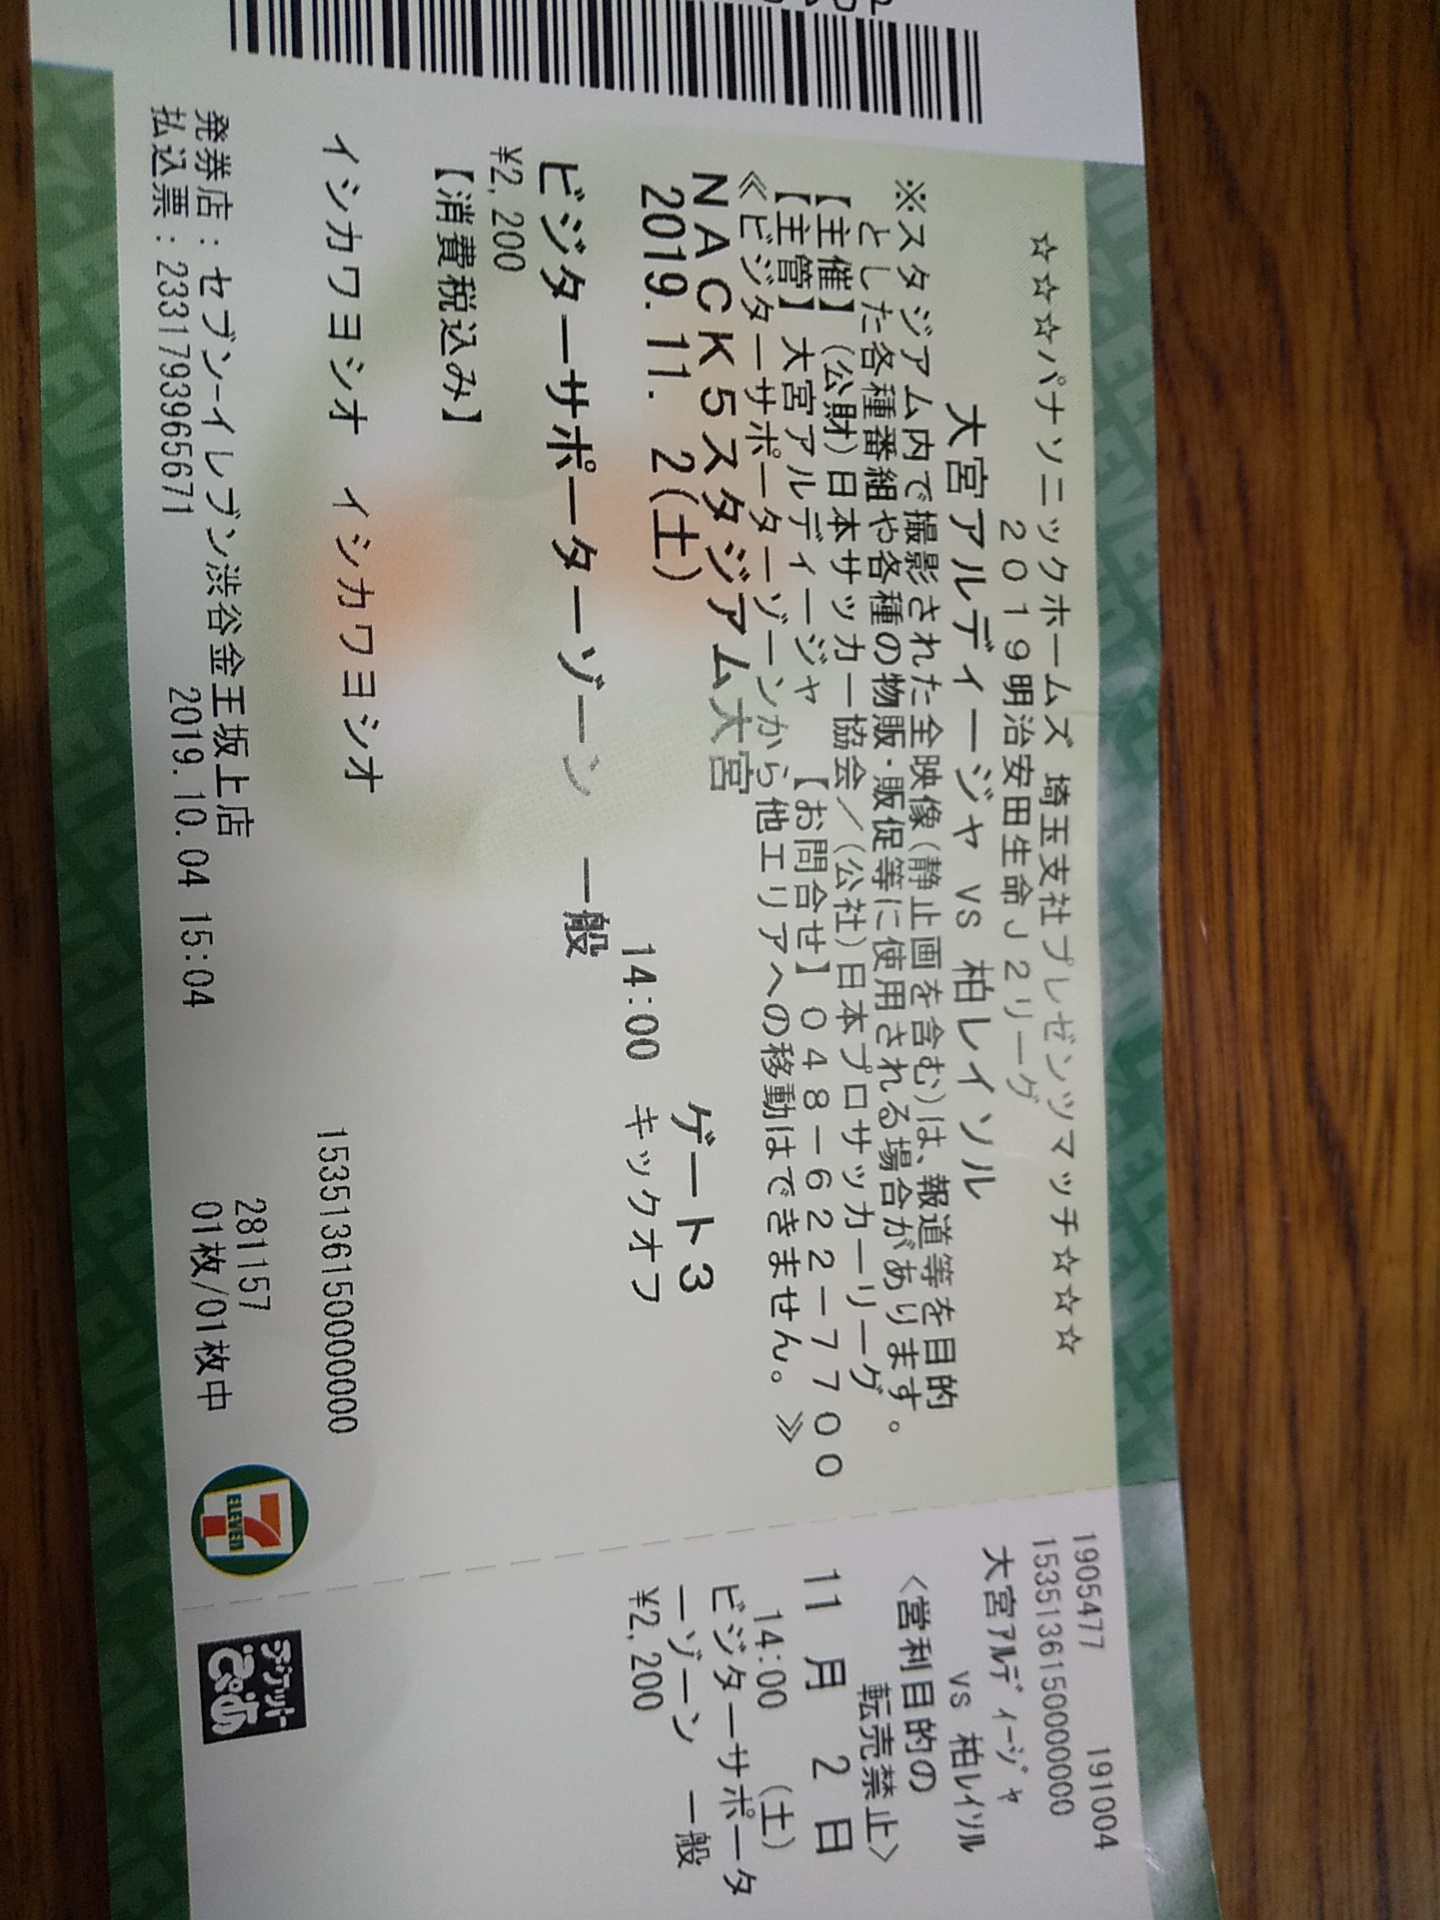 ☆☆☆パナソニックホームズ 埼玉支社プレゼンツマッチ☆☆☆
2019明治安田生命J2リーグ
大宮アルディージャ VS 柏レイソル
※スタジアム内で撮影された全映像(静止画を含む)は、報道等を目的
とした各種番組や各種の物販・販促等に使用される場合があります。
【主催】(公財)日本サッカー協会/(公社)日本プロサッカーリーグ
【主管】大宮アルディージャ 【お問合せ】048-622-7700
≪ビジターサポーターゾーンから他エリアへの移動はできません。≫
NACK5スタジアム大宮 ゲート3
2019.11. 2(土) 14:00 キックオフ
ビジターサポーターゾーン 一般
¥2,200
【消費税込み】
イシカワヨシオ イシカワヨシオ
1535136150000000
発券店:セブン-イレブン渋谷金王坂上店 281157
払込票:2331793965671 2019.10.04 15:04 01枚/01枚中
7
ELEVEN
1905477 191004
1535136150000000
大宮アルディージャ
VS 柏レイソル
<営利目的の
転売禁止>
11月 2日
14:00 (土)
ビジターサポータ
ーゾーン 一般
¥2,200
チケット
ぴあ